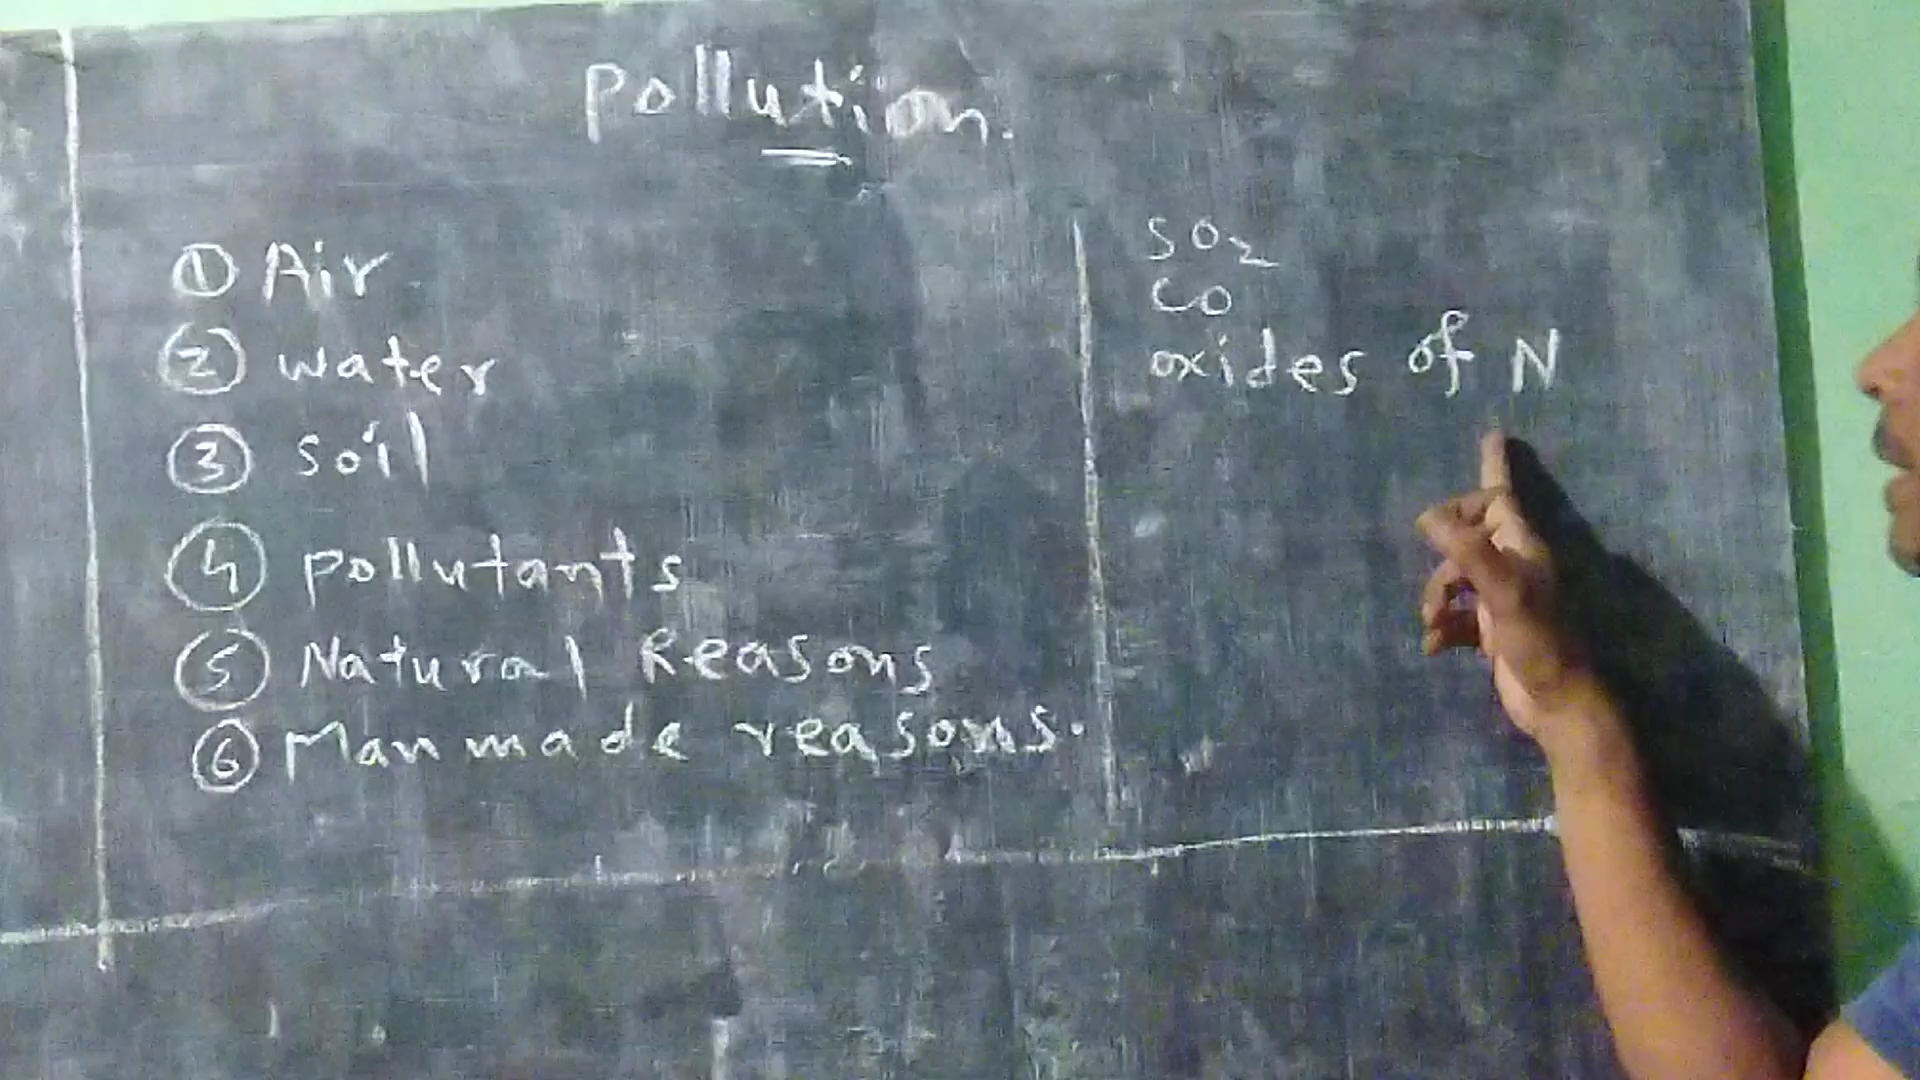 Pollution.
① Air
② water
③ soil
④ pollutants
⑤ Natural Reasons
⑥ Man made reasons.
SO2
CO
oxides of N